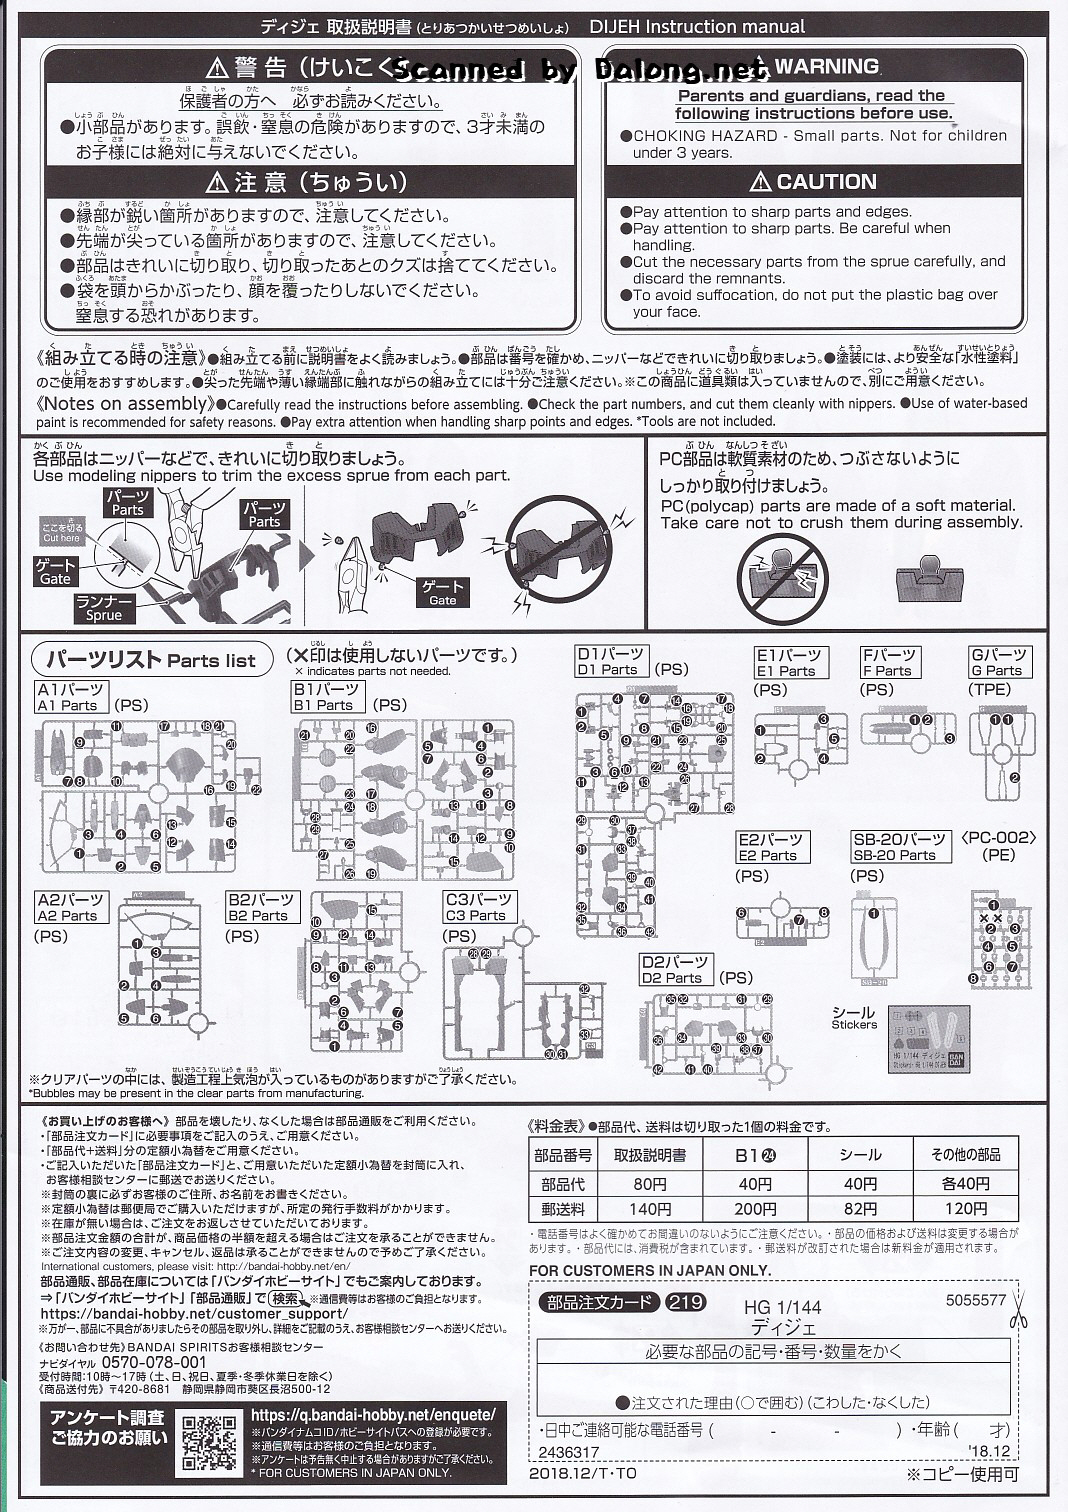 ディジェ 取扱説明書(とりあつかいせつめいしょ) DIJEH Instruction manual
Scanned by Dalong.net
⚠警告(けいこく
保護者の方へ 必ずお読みください。
●小部品があります。誤飲・窒息の危険がありますので、3才未満の
お子様には絶対に与えないでください。
⚠注意(ちゅうい)
●縁部が鋭い箇所がありますので、注意してください。
●先端が尖っている箇所がありますので、注意してください。
●部品はきれいに切り取り、切り取ったあとのクズは捨ててください。
●袋を頭からかぶったり、顔を覆ったりしないでください。
窒息する恐れがあります。
WARNING
Parents and guardians, read the
following instructions before use.
●CHOKING HAZARD - Small parts. Not for children
under 3 years.
⚠CAUTION
●Pay attention to sharp parts and edges.
●Pay attention to sharp parts. Be careful when
handling.
●Cut the necessary parts from the sprue carefully, and
discard the remnants.
●To avoid suffocation, do not put the plastic bag over
your face.
《組み立てる時の注意》●組み立てる前に説明書をよく読みましょう。●部品は番号を確かめ、ニッパーなどできれいに切り取りましょう。●塗装には、より安全な「水性塗料」
のご使用をおすすめします。●尖った先端や薄い縁端部に触れながらの組み立てには十分ご注意ください。※この商品に道具類は入っていませんので、別にご用意ください。
《Notes on assembly》●Carefully read the instructions before assembling. ●Check the part numbers, and cut them cleanly with nippers. ●Use of water-based
paint is recommended for safety reasons. ●Pay extra attention when handling sharp points and edges. *Tools are not included.
各部品はニッパーなどで、きれいに切り取りましょう。
Use modeling nippers to trim the excess sprue from each part.
パーツ
Parts
ここを切る
Cut here
ゲート
Gate
ランナー
Sprue
パーツ
Parts
ゲート
Gate
PC部品は軟質素材のため、つぶさないように
しっかり取り付けましょう。
PC(polycap) parts are made of a soft material.
Take care not to crush them during assembly.
パーツリスト Parts list
(×印は使用しないパーツです。)
× indicates parts not needed.
A1パーツ
A1 Parts (PS)
B1パーツ
B1 Parts (PS)
D1パーツ
D1 Parts (PS)
E1パーツ
E1 Parts
(PS)
Fパーツ
F Parts
(PS)
Gパーツ
G Parts
(TPE)
E2パーツ
E2 Parts
(PS)
SB-20パーツ
SB-20 Parts
(PS)
〈PC-002〉
(PE)
A2パーツ
A2 Parts
(PS)
B2パーツ
B2 Parts
(PS)
C3パーツ
C3 Parts
(PS)
D2パーツ
D2 Parts (PS)
シール
Stickers
HG 1/144 ディジェ
BANDAI
※クリアパーツの中には、製造工程上気泡が入っているものがありますがご了承ください。
*Bubbles may be present in the clear parts from manufacturing.
《お買い上げのお客様へ》 部品を壊したり、なくした場合は部品通販をご利用ください。
・「部品注文カード」に必要事項をご記入のうえ、ご用意ください。
・「部品代+送料」分の定額小為替をご用意ください。
・ご記入いただいた「部品注文カード」と、ご用意いただいた定額小為替を封筒に入れ、
お客様相談センターに郵送でお送りください。
※封筒の裏に必ずお客様のご住所、お名前をお書きください。
※定額小為替は郵便局でご購入いただけますが、所定の発行手数料がかかります。
※在庫が無い場合は、ご注文をお返しさせていただいております。
※部品注文金額の合計が、商品価格の半額を超える場合はご注文を承ることができません。
※ご注文内容の変更、キャンセル、返品は承ることができませんので予めご了承ください。
International customers, please visit: http://bandai-hobby.net/en/
部品通販、部品在庫については「バンダイホビーサイト」でもご案内しております。
⇒「バンダイホビーサイト」「部品通販」で 検索 ※通信費等はお客様のご負担となります。
https://bandai-hobby.net/customer_support/
※万が一、部品に不具合がありましたらその部品を取り外し、詳細をご記載のうえ、お客様相談センターへお送りください。
《お問い合わせ先》BANDAI SPIRITSお客様相談センター
ナビダイヤル 0570-078-001
受付時間:10時〜17時(土、日、祝日、夏季・冬季休業日を除く)
《商品送付先》 〒420-8681 静岡県静岡市葵区長沼500-12
アンケート調査
ご協力のお願い
https://q.bandai-hobby.net/enquete/
※バンダイナムコID/ホビーサイトパスへの登録が必要です。
※通信費等はお客様のご負担となります。
※アンケートは予告無く中止する場合がありますがご了承ください。
* FOR CUSTOMERS IN JAPAN ONLY.
《料金表》●部品代、送料は切り取った1個の料金です。
部品番号 取扱説明書 B1㉔ シール その他の部品
部品代 80円 40円 40円 各40円
郵送料 140円 200円 82円 120円
・電話番号はよく確かめてお間違いのないようにご注意ください。・部品の価格および送料は変更する場合が
あります。・部品代には、消費税が含まれています。・郵送料が改訂された場合は新料金が適用されます。
FOR CUSTOMERS IN JAPAN ONLY.
部品注文カード 219 HG 1/144 5055577
ディジェ
必要な部品の記号・番号・数量をかく
●注文された理由(○で囲む)(こわした・なくした)
・日中ご連絡可能な電話番号( - - )・年齢( 才)
2436317 '18.12
2018.12/T・TO ※コピー使用可